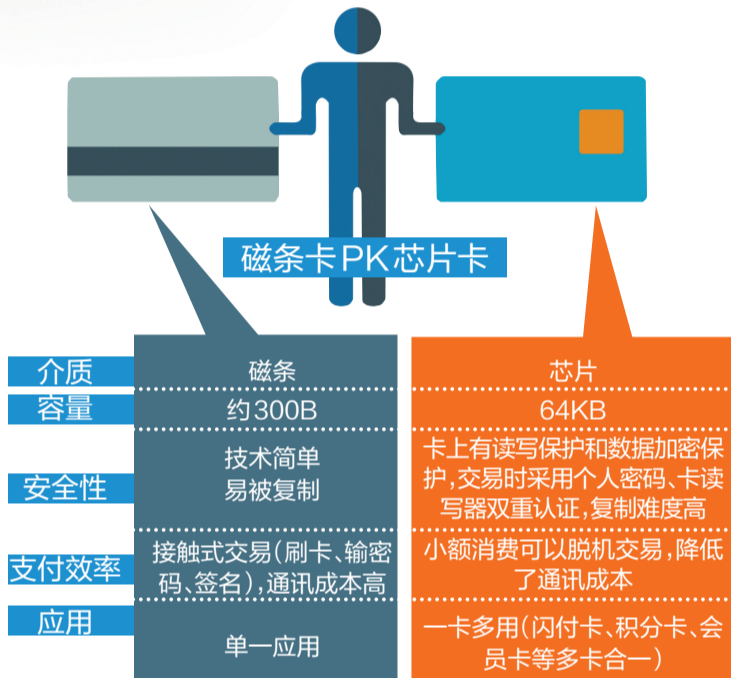 磁条卡PK芯片卡
介质
磁条
芯片
容量
约300B
64KB
安全性
技术简单
易被复制
卡上有读写保护和数据加密保
护,交易时采用个人密码、卡读
写器双重认证,复制难度高
支付效率
接触式交易(刷卡、输密
码、签名),通讯成本高
小额消费可以脱机交易,降低
了通讯成本
应用
单一应用
一卡多用(闪付卡、积分卡、会
员卡等多卡合一)